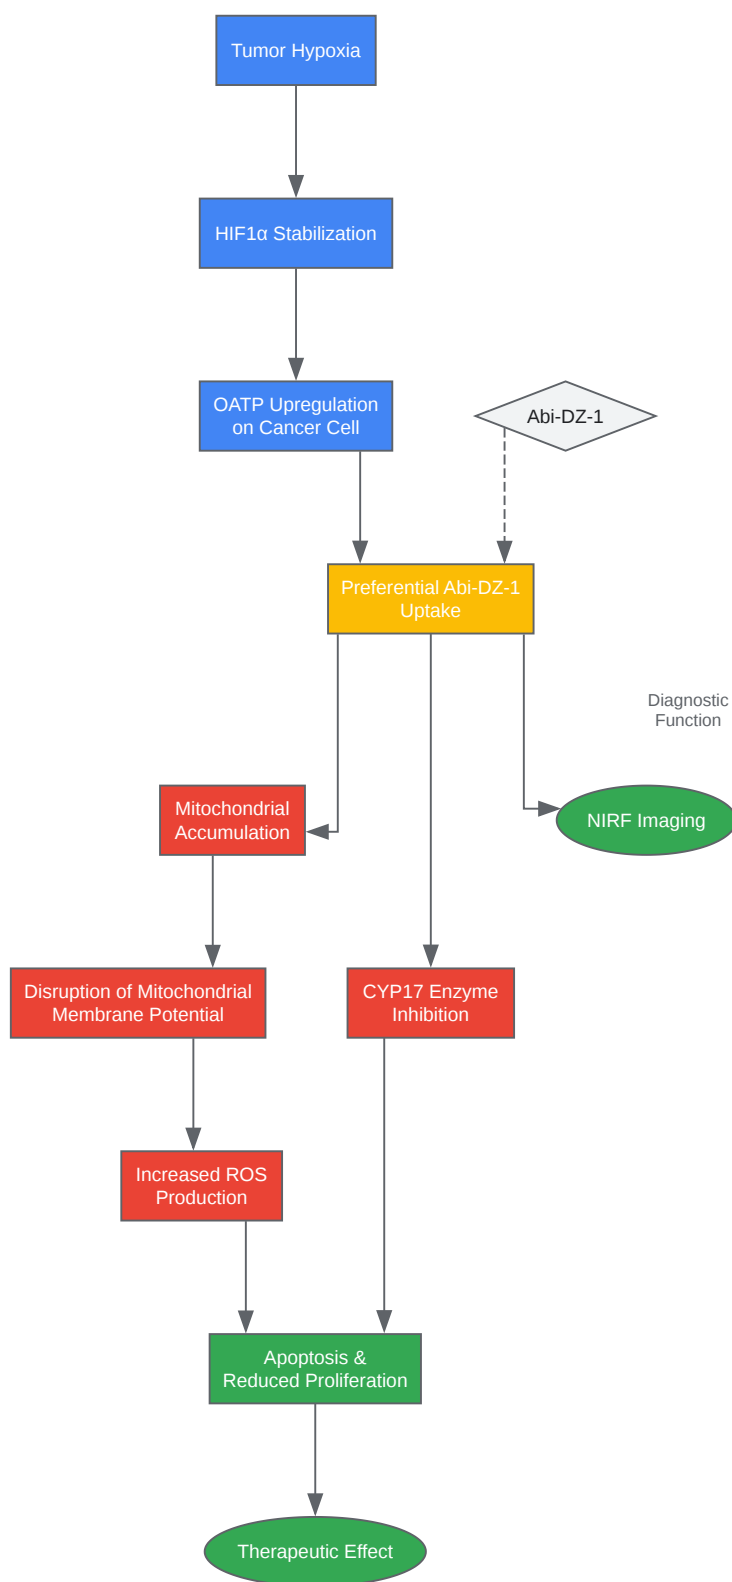 Tumor Hypoxia
HIF1α Stabilization
OATP Upregulation
on Cancer Cell
Abi-DZ-1
Preferential Abi-DZ-1
Uptake
Diagnostic
Function
Mitochondrial
Accumulation
NIRF Imaging
Disruption of Mitochondrial
Membrane Potential
CYP17 Enzyme
Inhibition
Increased ROS
Production
Apoptosis &
Reduced Proliferation
Therapeutic Effect